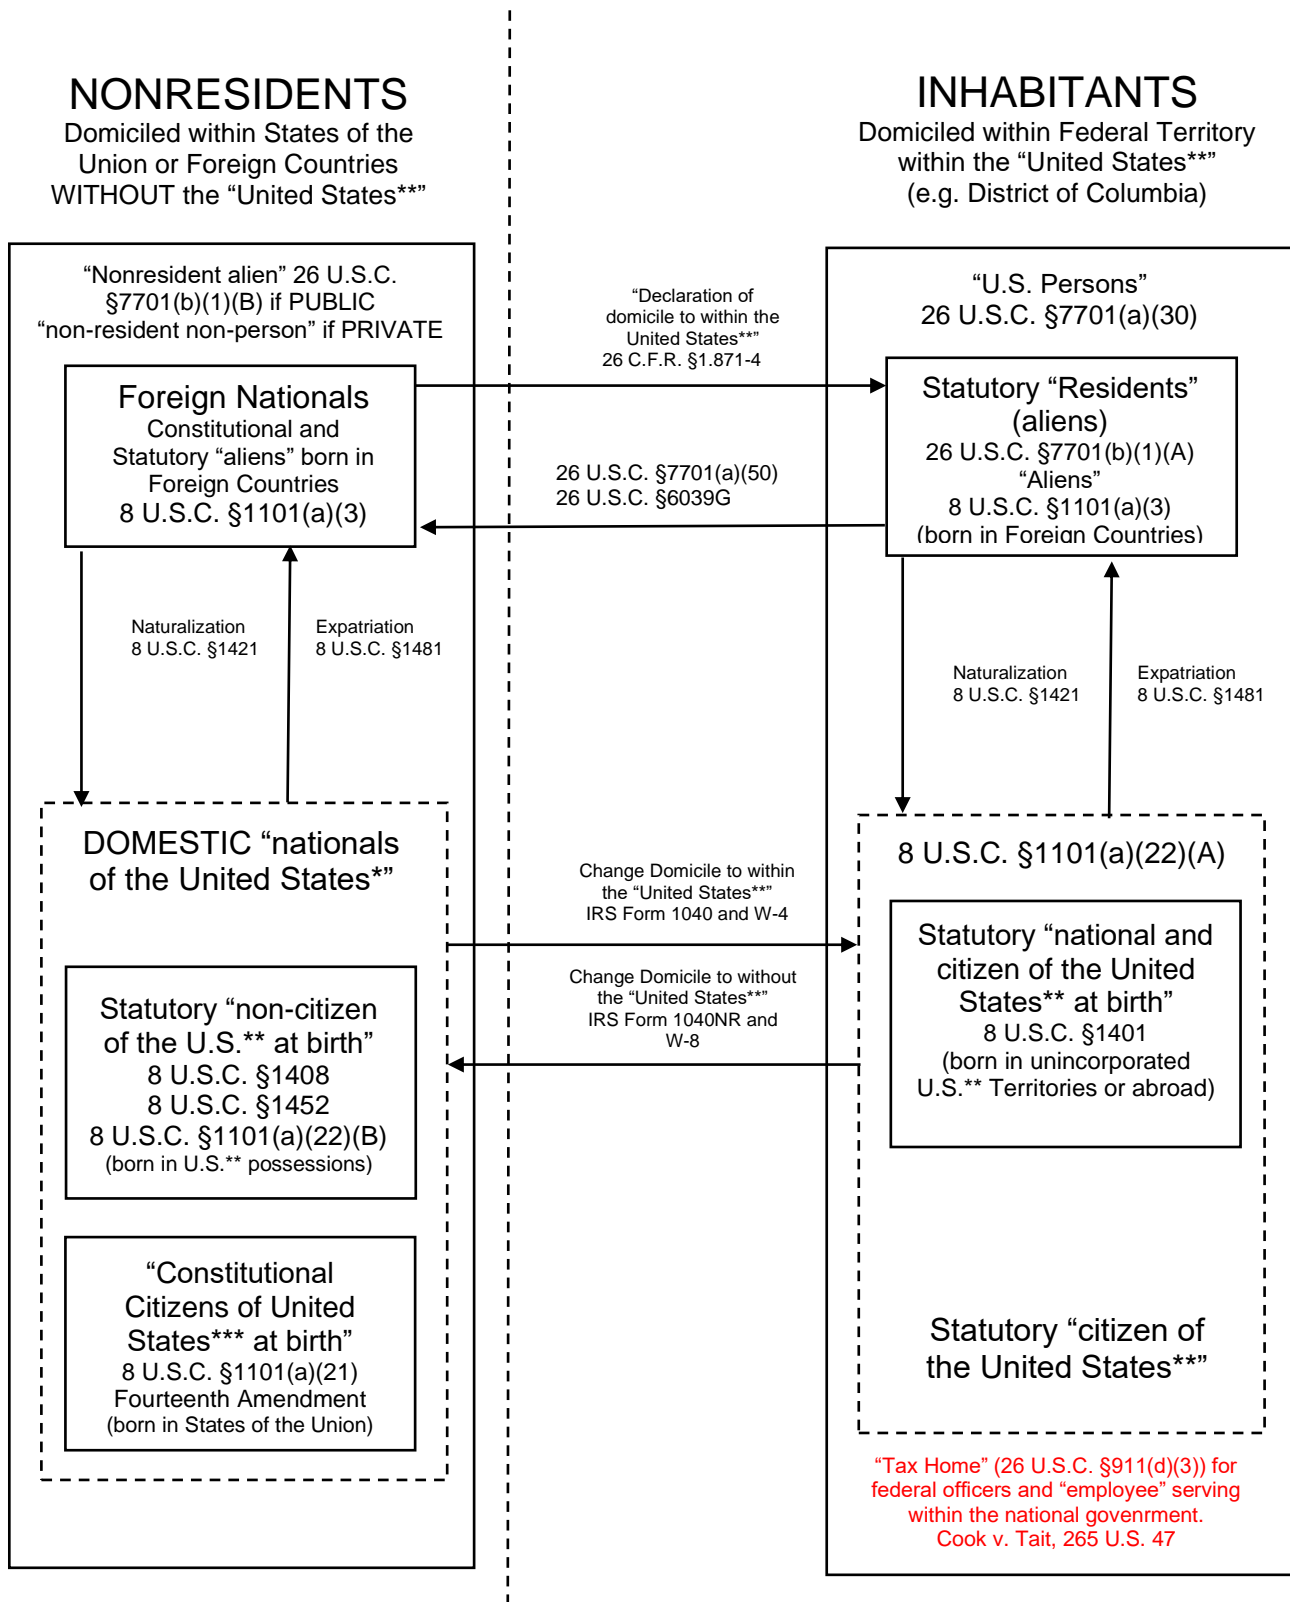 NONRESIDENTS
Domiciled within States of the
Union or Foreign Countries
WITHOUT the “United States**”
INHABITANTS
Domiciled within Federal Territory
within the “United States**”
(e.g. District of Columbia)
“Nonresident alien” 26 U.S.C.
§7701(b)(1)(B) if PUBLIC
“non-resident non-person” if PRIVATE
Foreign Nationals
Constitutional and
Statutory “aliens” born in
Foreign Countries
8 U.S.C. §1101(a)(3)
“Declaration of
domicile to within the
United States**”
26 C.F.R. §1.871-4
26 U.S.C. §7701(a)(50)
26 U.S.C. §6039G
“U.S. Persons”
26 U.S.C. §7701(a)(30)
Statutory “Residents”
(aliens)
26 U.S.C. §7701(b)(1)(A)
“Aliens”
8 U.S.C. §1101(a)(3)
(born in Foreign Countries)
Naturalization
8 U.S.C. §1421
Expatriation
8 U.S.C. §1481
Naturalization
8 U.S.C. §1421
Expatriation
8 U.S.C. §1481
DOMESTIC “nationals
of the United States*”
Statutory “non-citizen
of the U.S.** at birth”
8 U.S.C. §1408
8 U.S.C. §1452
8 U.S.C. §1101(a)(22)(B)
(born in U.S.** possessions)
“Constitutional
Citizens of United
States*** at birth”
8 U.S.C. §1101(a)(21)
Fourteenth Amendment
(born in States of the Union)
Change Domicile to within
the “United States**”
IRS Form 1040 and W-4
Change Domicile to without
the “United States**”
IRS Form 1040NR and
W-8
8 U.S.C. §1101(a)(22)(A)
Statutory “national and
citizen of the United
States** at birth”
8 U.S.C. §1401
(born in unincorporated
U.S.** Territories or abroad)
Statutory “citizen of
the United States**”
“Tax Home” (26 U.S.C. §911(d)(3)) for
federal officers and “employee” serving
within the national govenrment.
Cook v. Tait, 265 U.S. 47